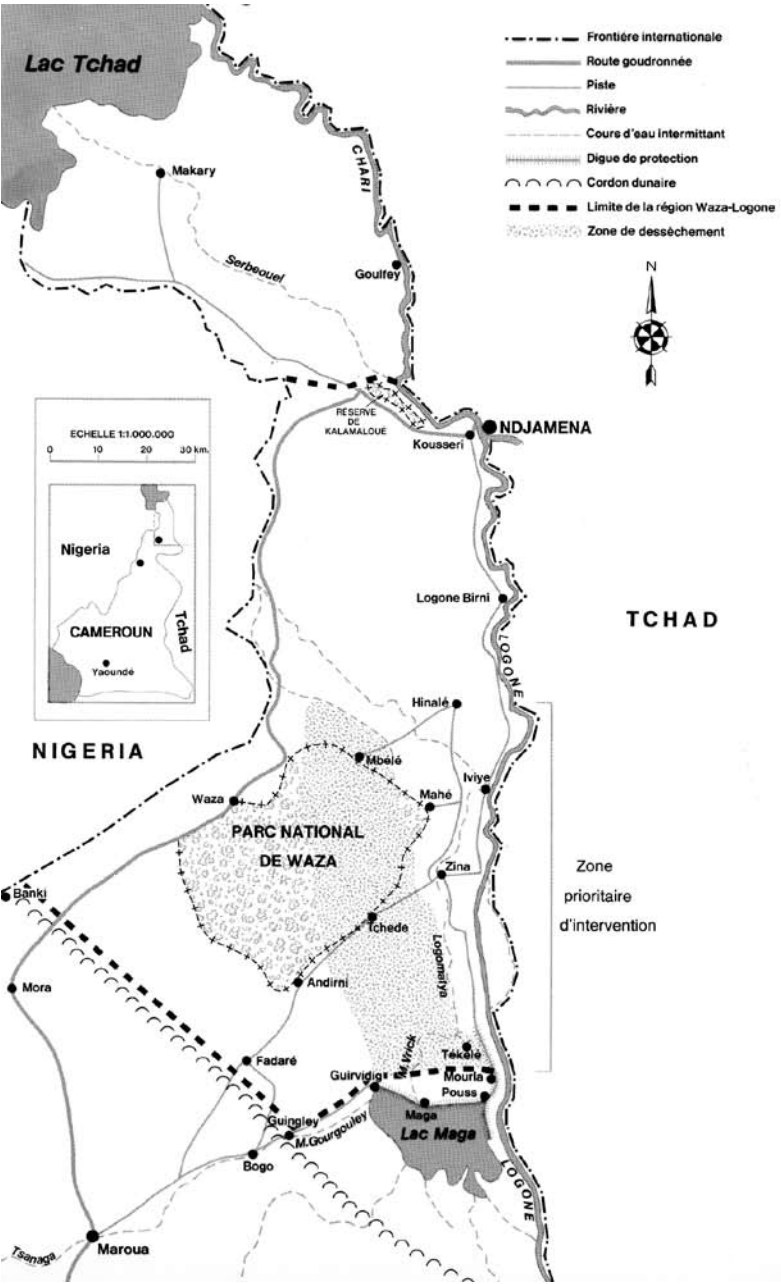 Lac Tchad
Frontière internationale
Route goudronnée
Piste
Rivière
Cours d'eau intermittant
Digue de protection
Cordon dunaire
Limite de la région Waza-Logone
Zone de dessèchement
CHARI
Makary
Serbeouel
Goulfey
N
RÉSERVE
DE
KALAMALOUÉ
NDJAMENA
Kousseri
ECHELLE 1:1.000.000
0 10 20 30 km.
Nigeria
CAMEROUN
Tchad
Yaoundé
Logone Birni
TCHAD
LOGONE
Hinalé
NIGERIA
Mbélé
Iviye
Waza
Mahé
PARC NATIONAL
DE WAZA
Zina
Zone
prioritaire
d'intervention
Banki
Tchede
Logomatya
Andirni
Mora
Tékélé
M.Vrick
Fadaré
Guirvidig
Mourla
Pouss
Maga
Guingley
M.Gourgouley
Lac Maga
Bogo
LOGONE
Tsanaga
Maroua